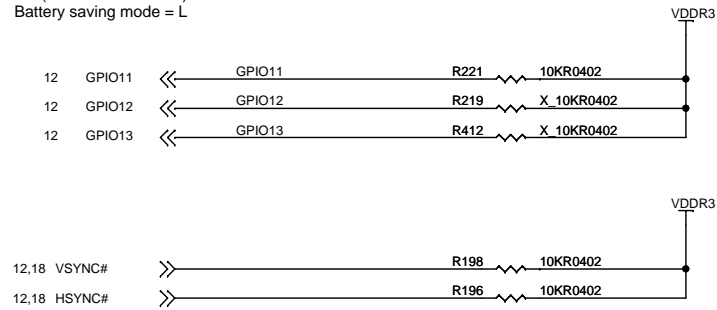 Battery saving mode = L
VDDR3
12 GPIO11 GPIO11 R221 10KR0402
12 GPIO12 GPIO12 R219 X_10KR0402
12 GPIO13 GPIO13 R412 X_10KR0402
VDDR3
12,18 VSYNC# R198 10KR0402
12,18 HSYNC# R196 10KR0402